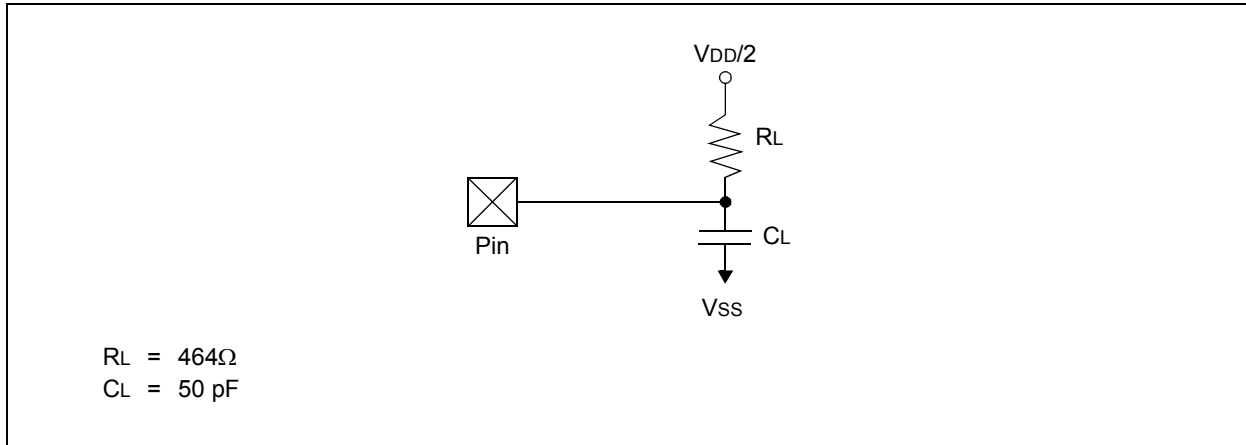 VDD/2
RL
Pin
CL
VSS
RL = 464Ω
CL = 50 pF